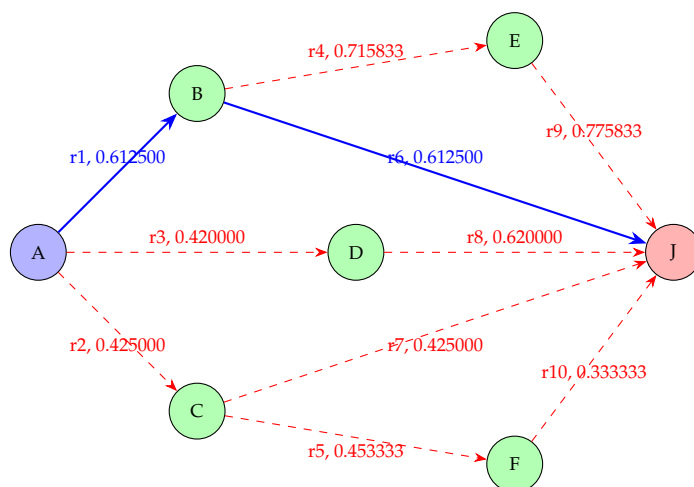 E
r4, 0.715833
B
r9, 0.775833
r1, 0.612500
r6, 0.612500
r3, 0.420000
r8, 0.620000
A
D
J
r2, 0.425000
r7, 0.425000
r10, 0.333333
C
r5, 0.453333
F